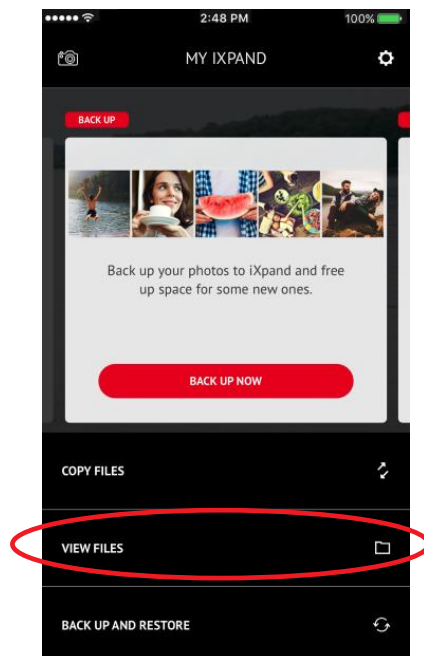 2:48 PM
100%
MY IXPAND
BACK UP
Back up your photos to iXpand and free
up space for some new ones.
BACK UP NOW
COPY FILES
VIEW FILES
BACK UP AND RESTORE